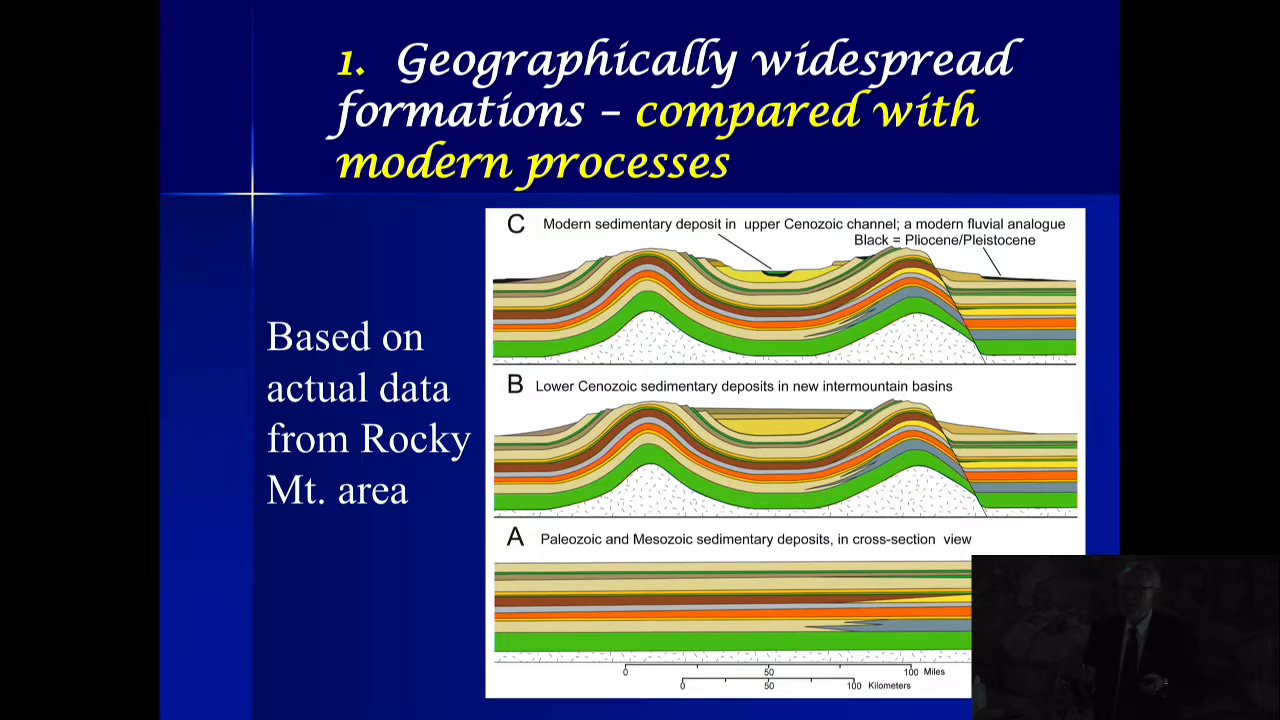 1. Geographically widespread
formations – compared with
modern processes
Based on
actual data
from Rocky
Mt. area
C Modern sedimentary deposit in upper Cenozoic channel; a modern fluvial analogue
Black = Pliocene/Pleistocene
B Lower Cenozoic sedimentary deposits in new intermountain basins
A Paleozoic and Mesozoic sedimentary deposits, in cross-section view
0 50 100 Miles
0 50 100 Kilometers